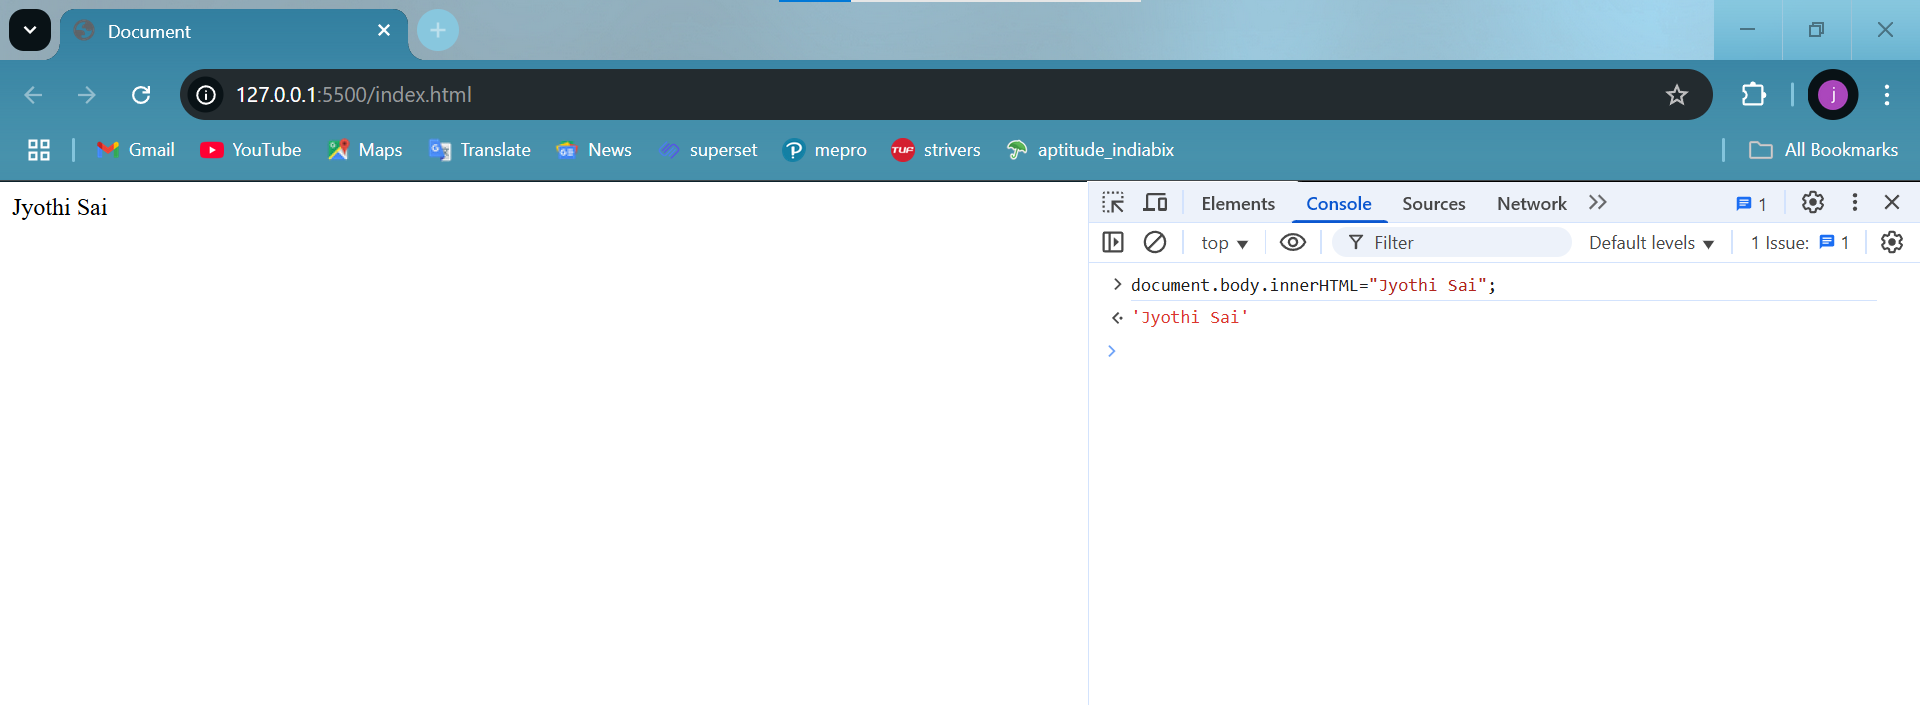 Document
127.0.0.1:5500/index.html
j
Gmail YouTube Maps Translate News superset mepro TUF strivers aptitude_indiabix All Bookmarks
Jyothi Sai
Elements Console Sources Network 1
top Filter Default levels 1 Issue: 1
document.body.innerHTML="Jyothi Sai";
'Jyothi Sai'